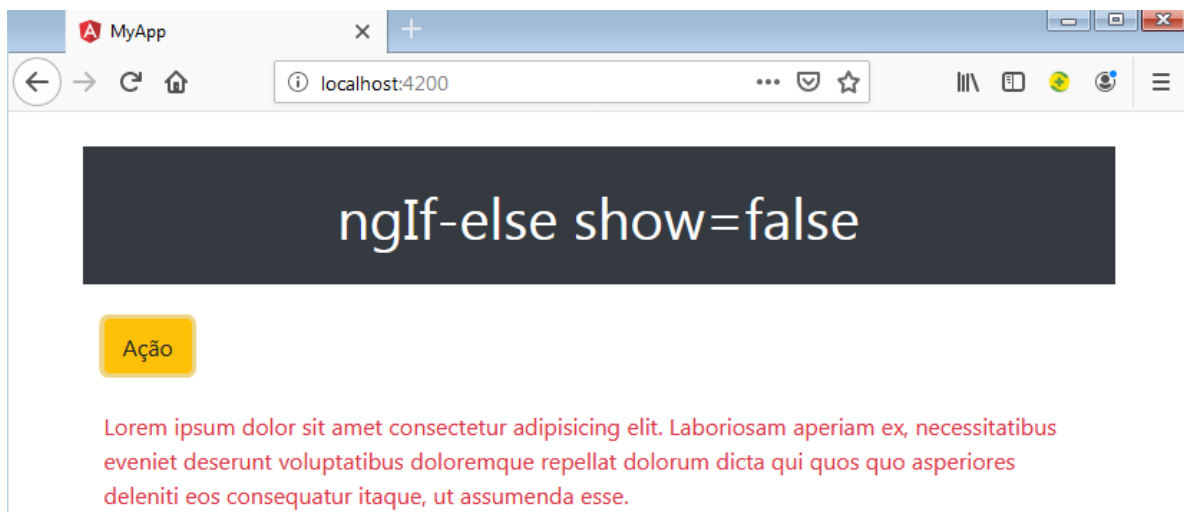 MyApp
localhost:4200
ngIf-else show=false
Ação
Lorem ipsum dolor sit amet consectetur adipisicing elit. Laboriosam aperiam ex, necessitatibus
eveniet deserunt voluptatibus doloremque repellat dolorum dicta qui quos quo asperiores
deleniti eos consequatur itaque, ut assumenda esse.